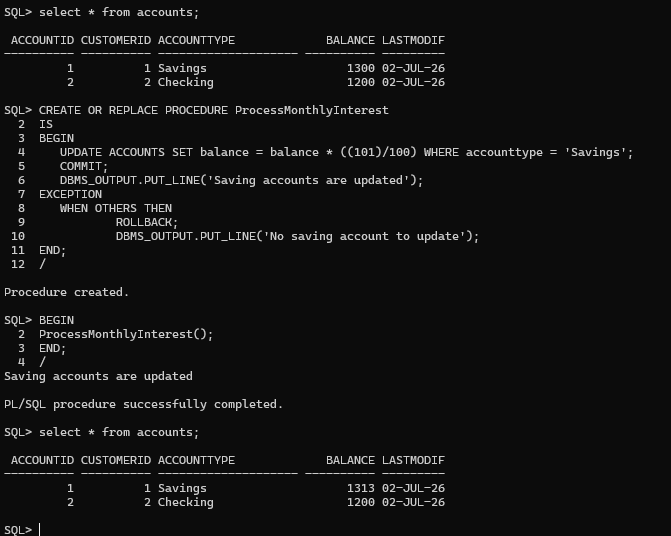 SQL> select * from accounts;
 ACCOUNTID CUSTOMERID ACCOUNTTYPE             BALANCE LASTMODIF
---------- ---------- -------------------- ---------- ---------
         1          1 Savings                    1300 02-JUL-26
         2          2 Checking                   1200 02-JUL-26
SQL> CREATE OR REPLACE PROCEDURE ProcessMonthlyInterest
  2  IS
  3  BEGIN
  4     UPDATE ACCOUNTS SET balance = balance * ((101)/100) WHERE accounttype = 'Savings';
  5     COMMIT;
  6     DBMS_OUTPUT.PUT_LINE('Saving accounts are updated');
  7  EXCEPTION
  8     WHEN OTHERS THEN
  9             ROLLBACK;
 10             DBMS_OUTPUT.PUT_LINE('No saving account to update');
 11  END;
 12  /
Procedure created.
SQL> BEGIN
  2  ProcessMonthlyInterest();
  3  END;
  4  /
Saving accounts are updated
PL/SQL procedure successfully completed.
SQL> select * from accounts;
 ACCOUNTID CUSTOMERID ACCOUNTTYPE             BALANCE LASTMODIF
---------- ---------- -------------------- ---------- ---------
         1          1 Savings                    1313 02-JUL-26
         2          2 Checking                   1200 02-JUL-26
SQL>